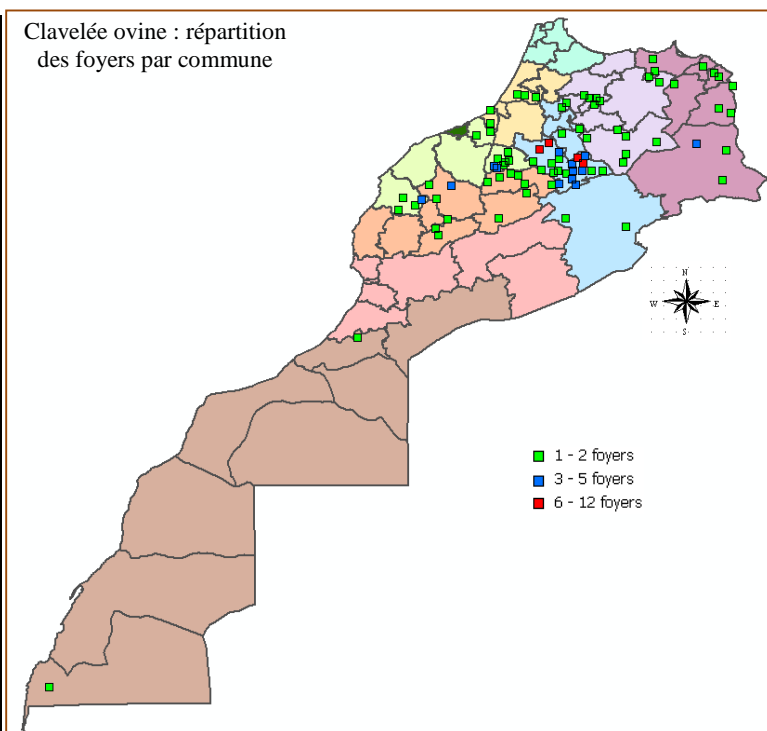 Clavelée ovine : répartition
des foyers par commune
N
W E
S
1 - 2 foyers
3 - 5 foyers
6 - 12 foyers